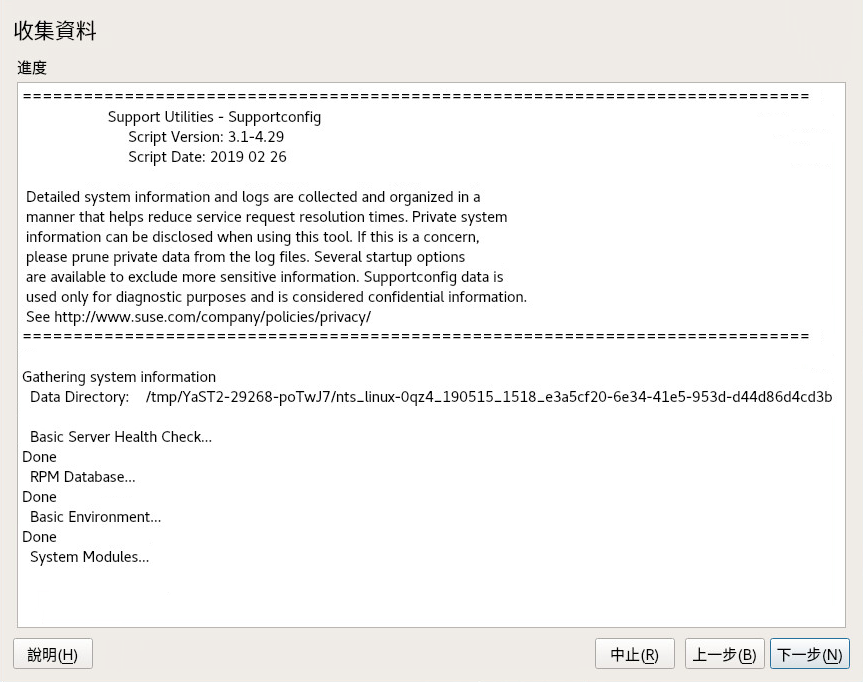 收集資料
進度
==============================================================================
Support Utilities - Supportconfig
Script Version: 3.1-4.29
Script Date: 2019 02 26
Detailed system information and logs are collected and organized in a
manner that helps reduce service request resolution times. Private system
information can be disclosed when using this tool. If this is a concern,
please prune private data from the log files. Several startup options
are available to exclude more sensitive information. Supportconfig data is
used only for diagnostic purposes and is considered confidential information.
See http://www.suse.com/company/policies/privacy/
==============================================================================
Gathering system information
Data Directory: /tmp/YaST2-29268-poTwJ7/nts_linux-0qz4_190515_1518_e3a5cf20-6e34-41e5-953d-d44d86d4cd3b
Basic Server Health Check...
Done
RPM Database...
Done
Basic Environment...
Done
System Modules...
說明(H) 中止(R) 上一步(B) 下一步(N)